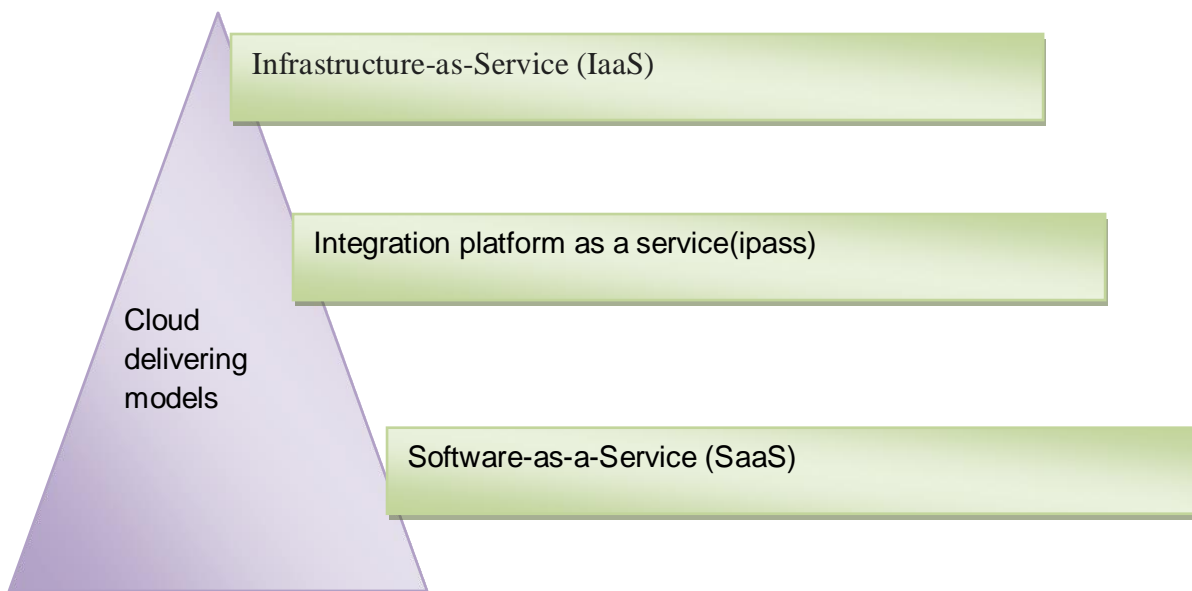 Infrastructure-as-Service (IaaS)
Integration platform as a service(ipass)
Cloud
delivering
models
Software-as-a-Service (SaaS)